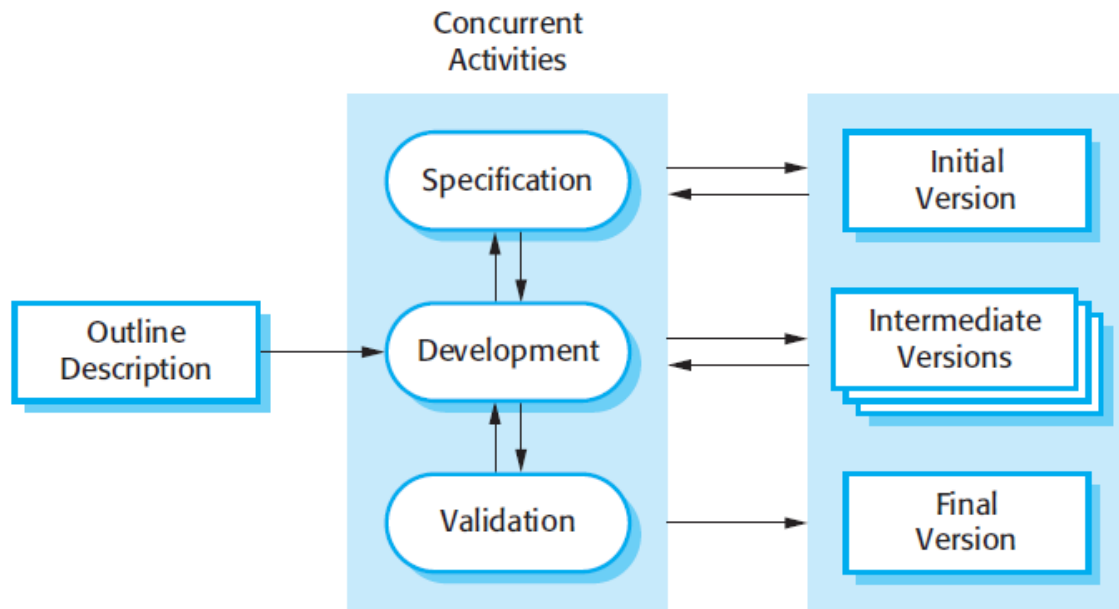 Concurrent
Activities
Specification
Initial
Version
Outline
Description
Development
Intermediate
Versions
Validation
Final
Version